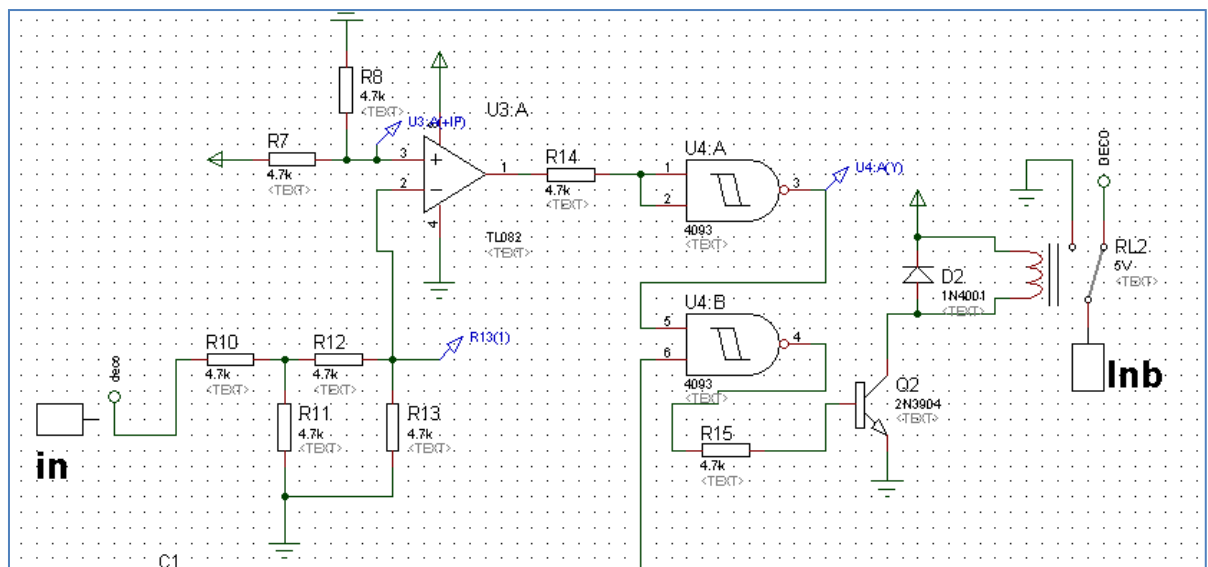 R8
4.7k
<TEXT>
U3:A(+IP)
U3:A
R7
4.7k
<TEXT>
3
2
8
4
1
TL082
<TEXT>
R14
4.7k
<TEXT>
U4:A
1
2
3
4093
<TEXT>
U4:A(Y)
DECO
RL2
5V
<TEXT>
D2
1N4001
<TEXT>
U4:B
5
6
4
4093
<TEXT>
R13(1)
deco
R10
4.7k
<TEXT>
R12
4.7k
<TEXT>
R11
4.7k
<TEXT>
R13
4.7k
<TEXT>
in
R15
4.7k
<TEXT>
Q2
2N3904
<TEXT>
lnb
C1